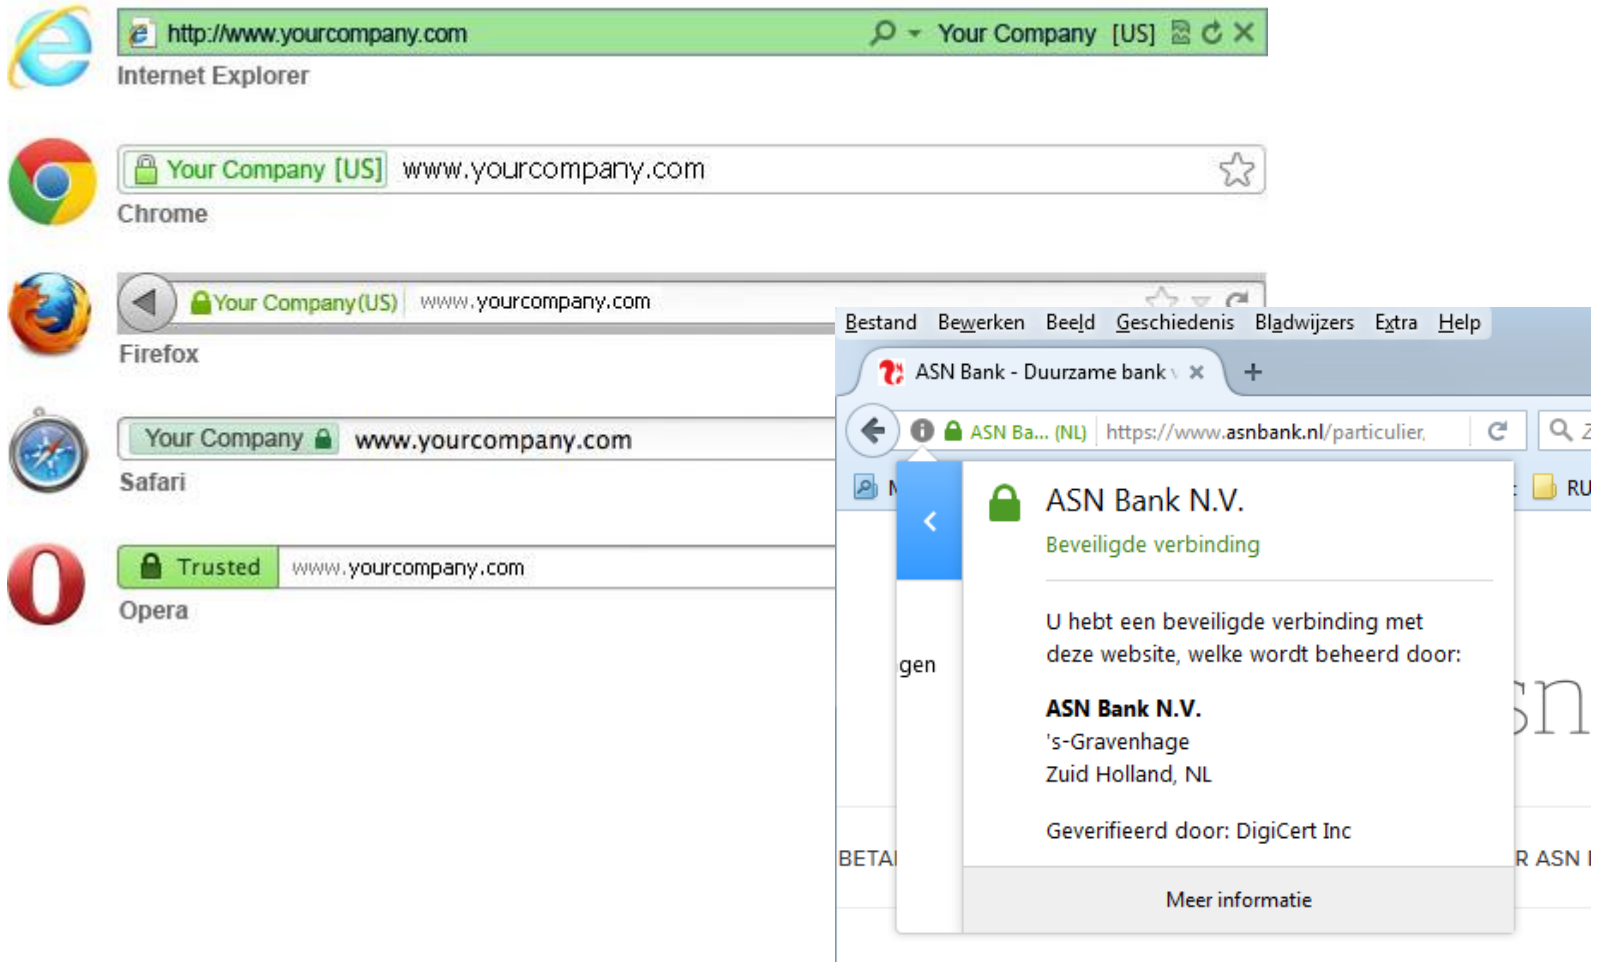 http://www.yourcompany.com Your Company [US]
Internet Explorer
Your Company [US] www.yourcompany.com
Chrome
Your Company(US) www.yourcompany.com
Firefox
Your Company www.yourcompany.com
Safari
Trusted www.yourcompany.com
Opera
Bestand Bewerken Beeld Geschiedenis Bladwijzers Extra Help
ASN Bank - Duurzame bank
ASN Ba... (NL) https://www.asnbank.nl/particulier,
RU
ASN Bank N.V.
Beveiligde verbinding
U hebt een beveiligde verbinding met
deze website, welke wordt beheerd door:
gen
ASN Bank N.V.
's-Gravenhage
Zuid Holland, NL
sn
Geverifieerd door: DigiCert Inc
BETA
R ASN
Meer informatie